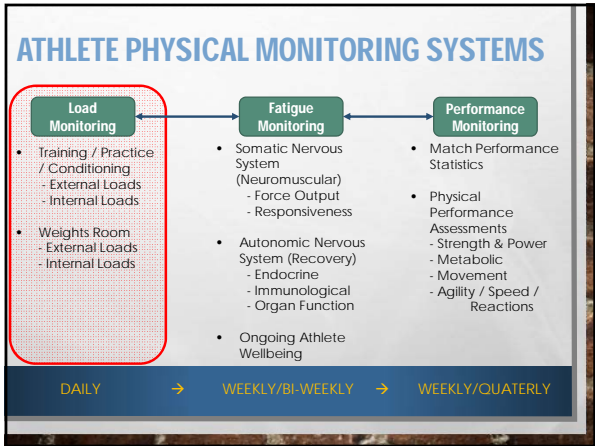 ATHLETE PHYSICAL MONITORING SYSTEMS
Load
Monitoring
• Training / Practice
/ Conditioning
- External Loads
- Internal Loads
• Weights Room
- External Loads
- Internal Loads
Fatigue
Monitoring
• Somatic Nervous
System
(Neuromuscular)
- Force Output
- Responsiveness
• Autonomic Nervous
System (Recovery)
- Endocrine
- Immunological
- Organ Function
• Ongoing Athlete
Wellbeing
Performance
Monitoring
• Match Performance
Statistics
• Physical
Performance
Assessments
- Strength & Power
- Metabolic
- Movement
- Agility / Speed /
Reactions
DAILY → WEEKLY/BI-WEEKLY → WEEKLY/QUATERLY